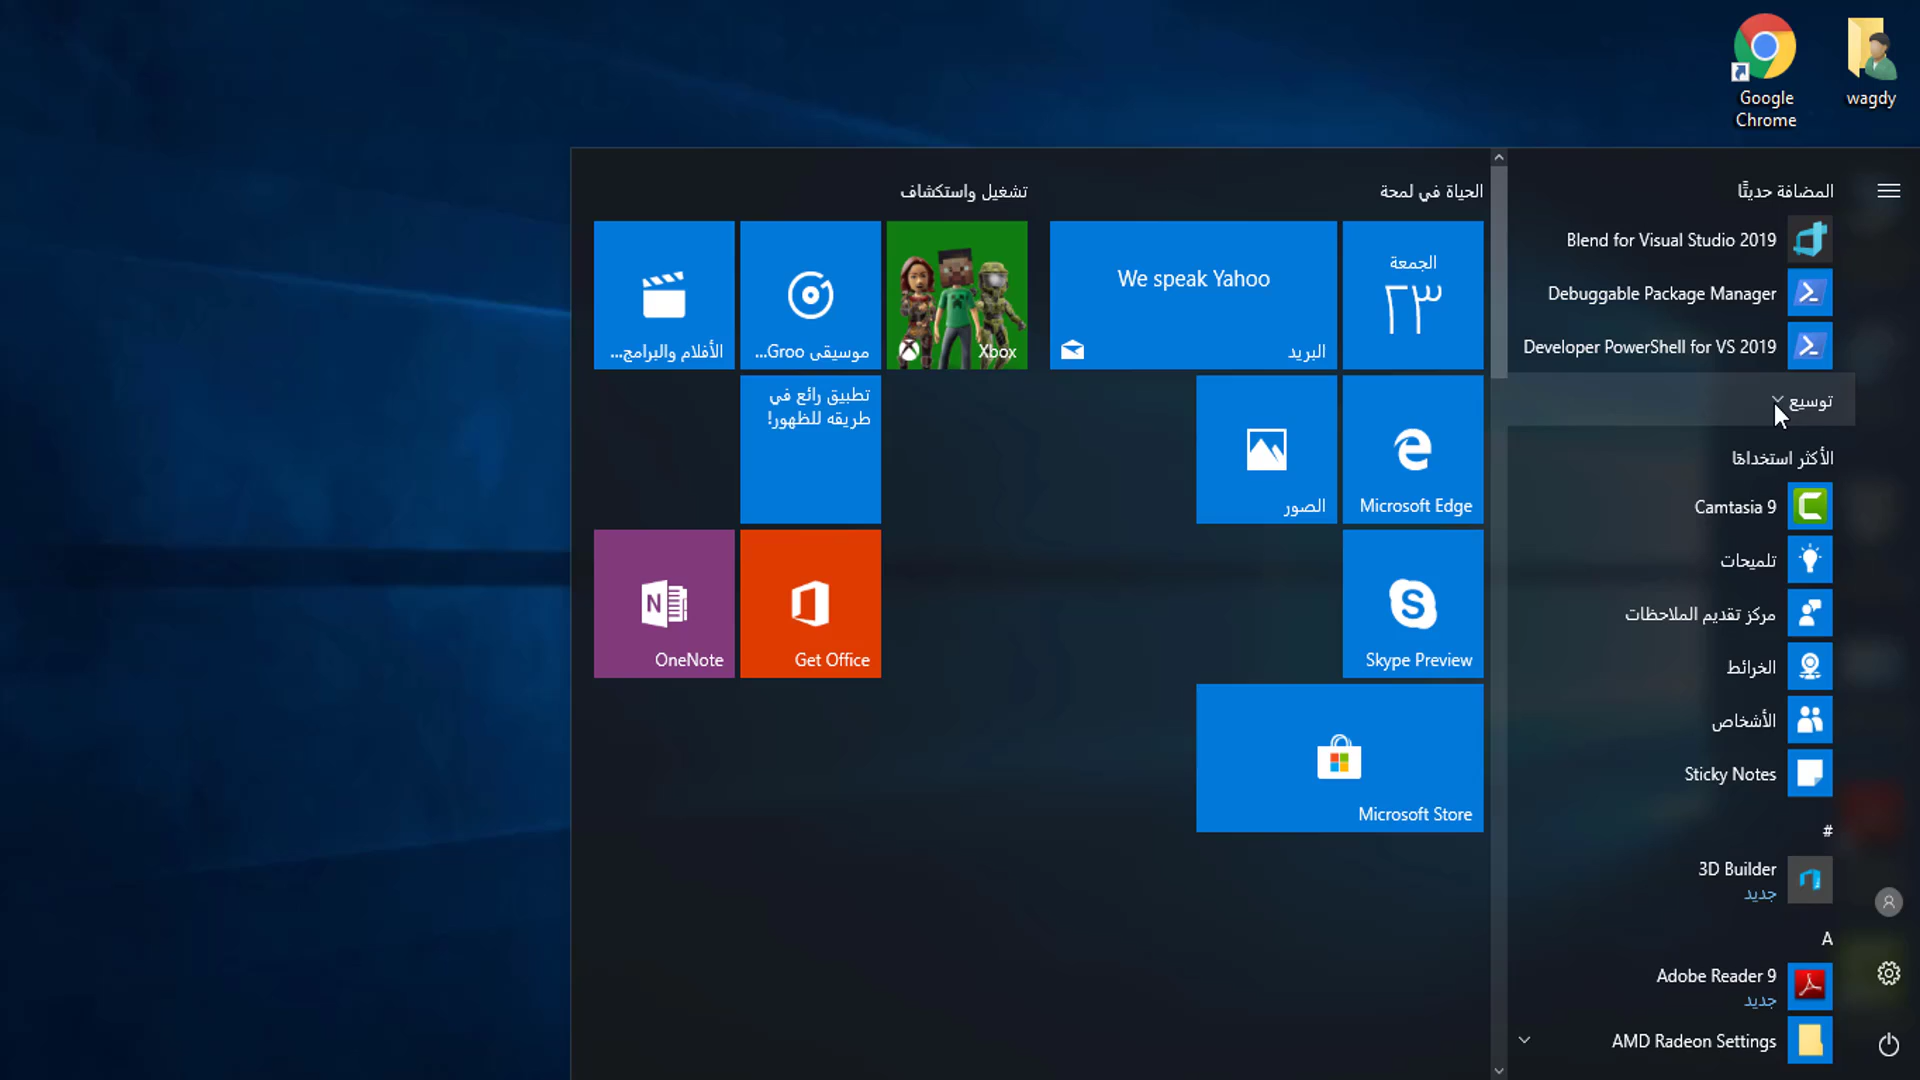 Google
Chrome
wagdy
المضافة حديثًا
Blend for Visual Studio 2019
Debuggable Package Manager
Developer PowerShell for VS 2019
توسيع
الأكثر استخدامًا
Camtasia 9
تلميحات
مركز تقديم الملاحظات
الخرائط
الأشخاص
Sticky Notes
#
3D Builder
جديد
A
Adobe Reader 9
جديد
AMD Radeon Settings
الحياة في لمحة
الجمعة
٢٣
We speak Yahoo
البريد
Microsoft Edge
الصور
Skype Preview
Microsoft Store
تشغيل واستكشاف
Xbox
موسيقى Groo...
الأفلام والبرامج...
تطبيق رائع في
طريقه للظهور!
Get Office
OneNote